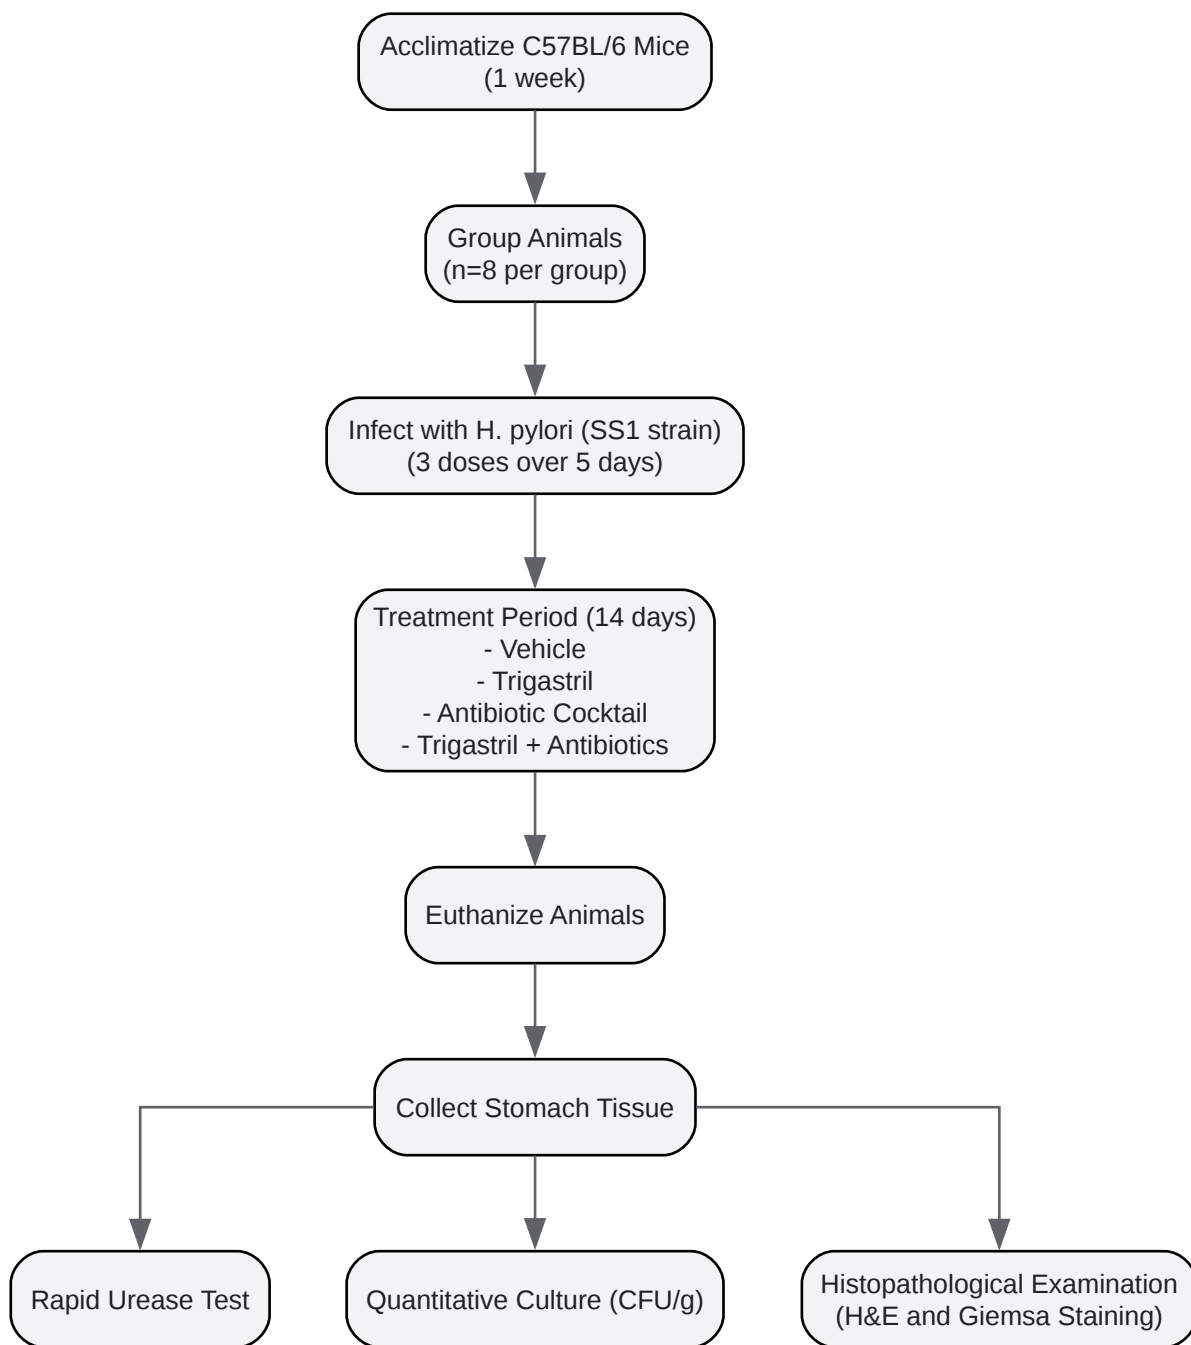 Acclimatize C57BL/6 Mice
(1 week)
Group Animals
(n=8 per group)
Infect with H. pylori (SS1 strain)
(3 doses over 5 days)
Treatment Period (14 days)
- Vehicle
- Trigastril
- Antibiotic Cocktail
- Trigastril + Antibiotics
Euthanize Animals
Collect Stomach Tissue
Rapid Urease Test
Quantitative Culture (CFU/g)
Histopathological Examination
(H&E and Giemsa Staining)